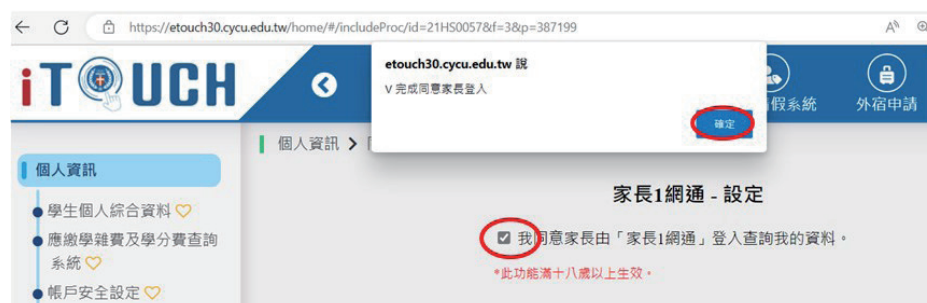 https://etouch30.cycu.edu.tw/home/#/includeProc/id=21HS0057&f=3&p=387199
iTOUCH
etouch30.cycu.edu.tw 說
V 完成同意家長登入
確定
假系統
外宿申請
個人資訊
個人資訊
學生個人綜合資料
應繳學雜費及學分費查詢
系統
帳戶安全設定
家長1網通 - 設定
我同意家長由「家長1網通」登入查詢我的資料。
*此功能滿十八歲以上生效。